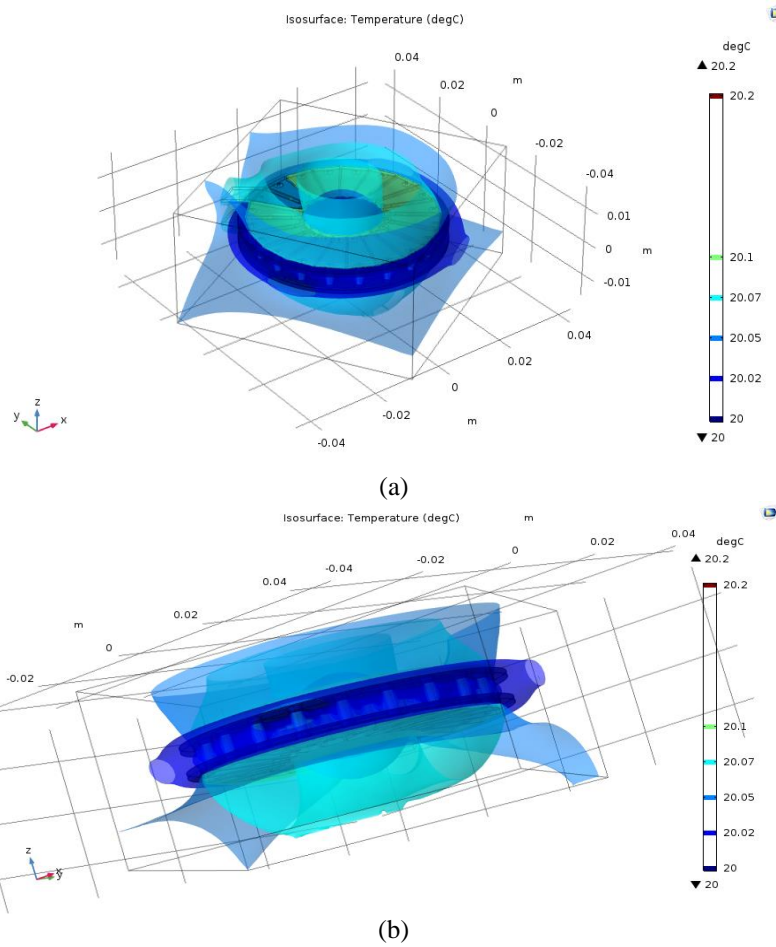 Isosurface: Temperature (degC)
degC
▲ 20.2
0.04
0.02
m
0
-0.02
-0.04
0.01
0
m
-0.01
0.04
0.02
0
m
-0.02
-0.04
20.2
20.1
20.07
20.05
20.02
20
▼ 20
z
y
x
(a)
Isosurface: Temperature (degC)
m
0.04
0.02
0
-0.02
-0.04
0.04
0.02
m
0
-0.02
degC
▲ 20.2
20.2
20.1
20.07
20.05
20.02
20
▼ 20
z
x
y
(b)